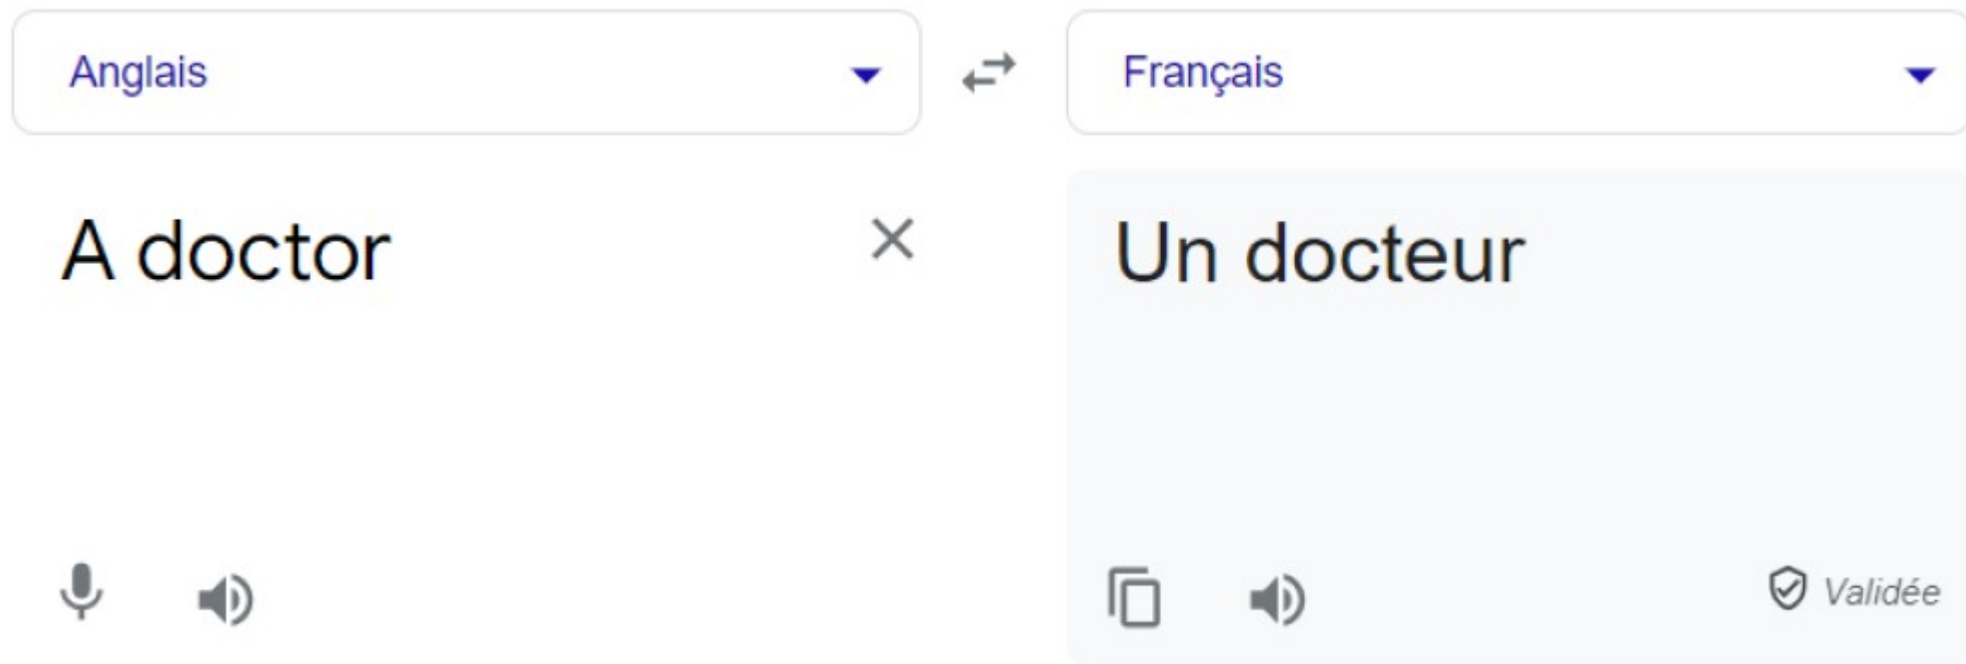 Anglais
Français
A doctor
Un docteur
Validée